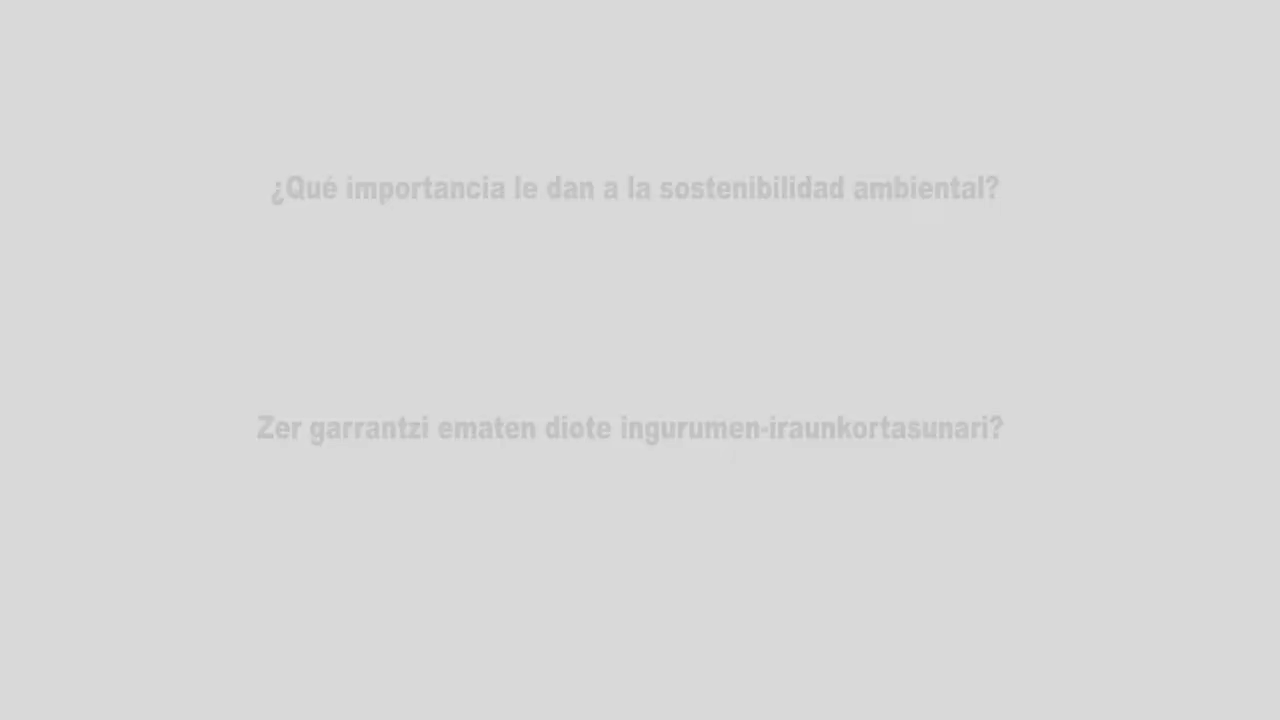 ¿Qué importancia le dan a la sostenibilidad ambiental?
Zer garrantzi ematen diote ingurumen-iraunkortasunari?